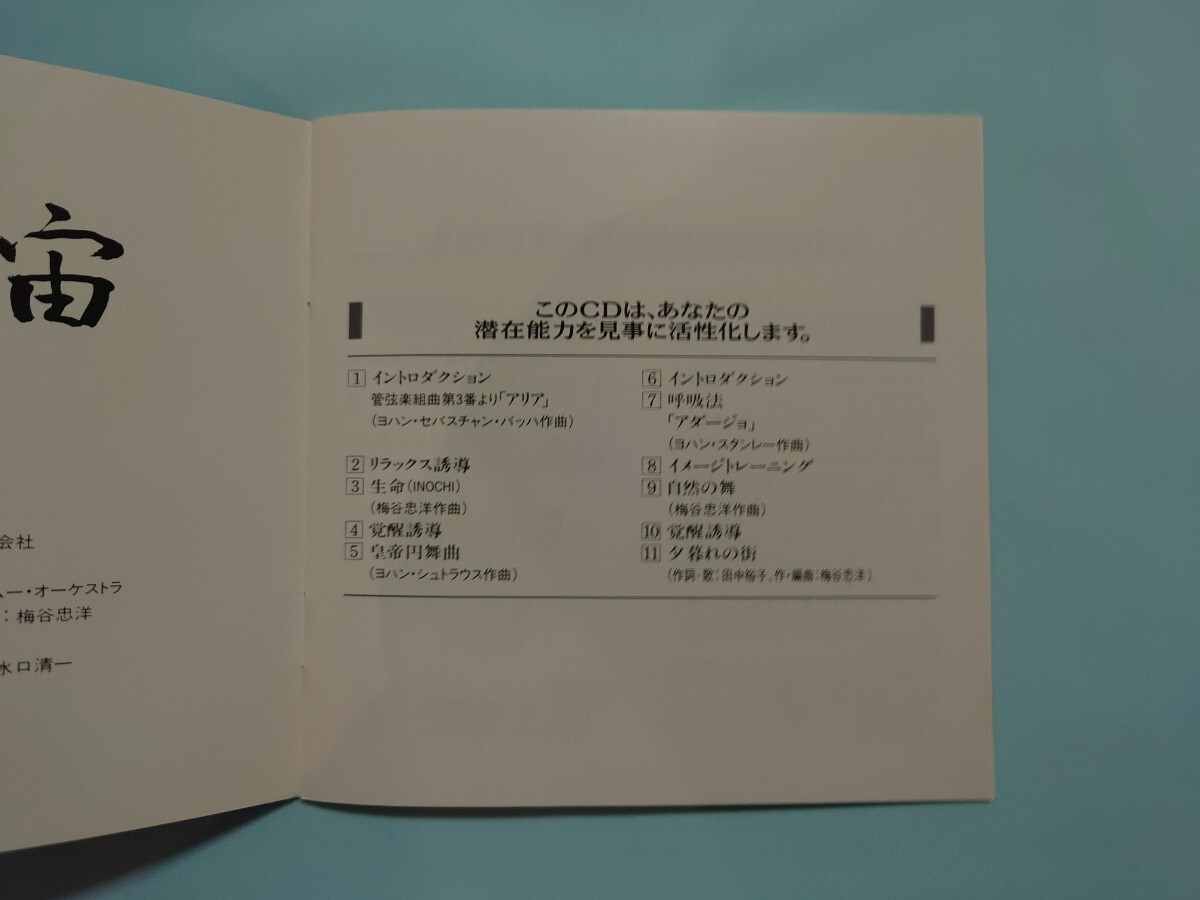 宙
会社
ー・オーケストラ
：梅谷忠洋
水口清一
このCDは、あなたの
潜在能力を見事に活性化します。
1 イントロダクション
管弦楽組曲第3番より「アリア」
(ヨハン・セバスチャン・バッハ作曲)
2 リラックス誘導
3 生命(INOCHI)
(梅谷忠洋作曲)
4 覚醒誘導
5 皇帝円舞曲
(ヨハン・シュトラウス作曲)
6 イントロダクション
7 呼吸法
「アダージョ」
(ヨハン・スタンレー作曲)
8 イメージトレーニング
9 自然の舞
(梅谷忠洋作曲)
10 覚醒誘導
11 夕暮れの街
(作詞・歌:田中裕子、作・編曲:梅谷忠洋)